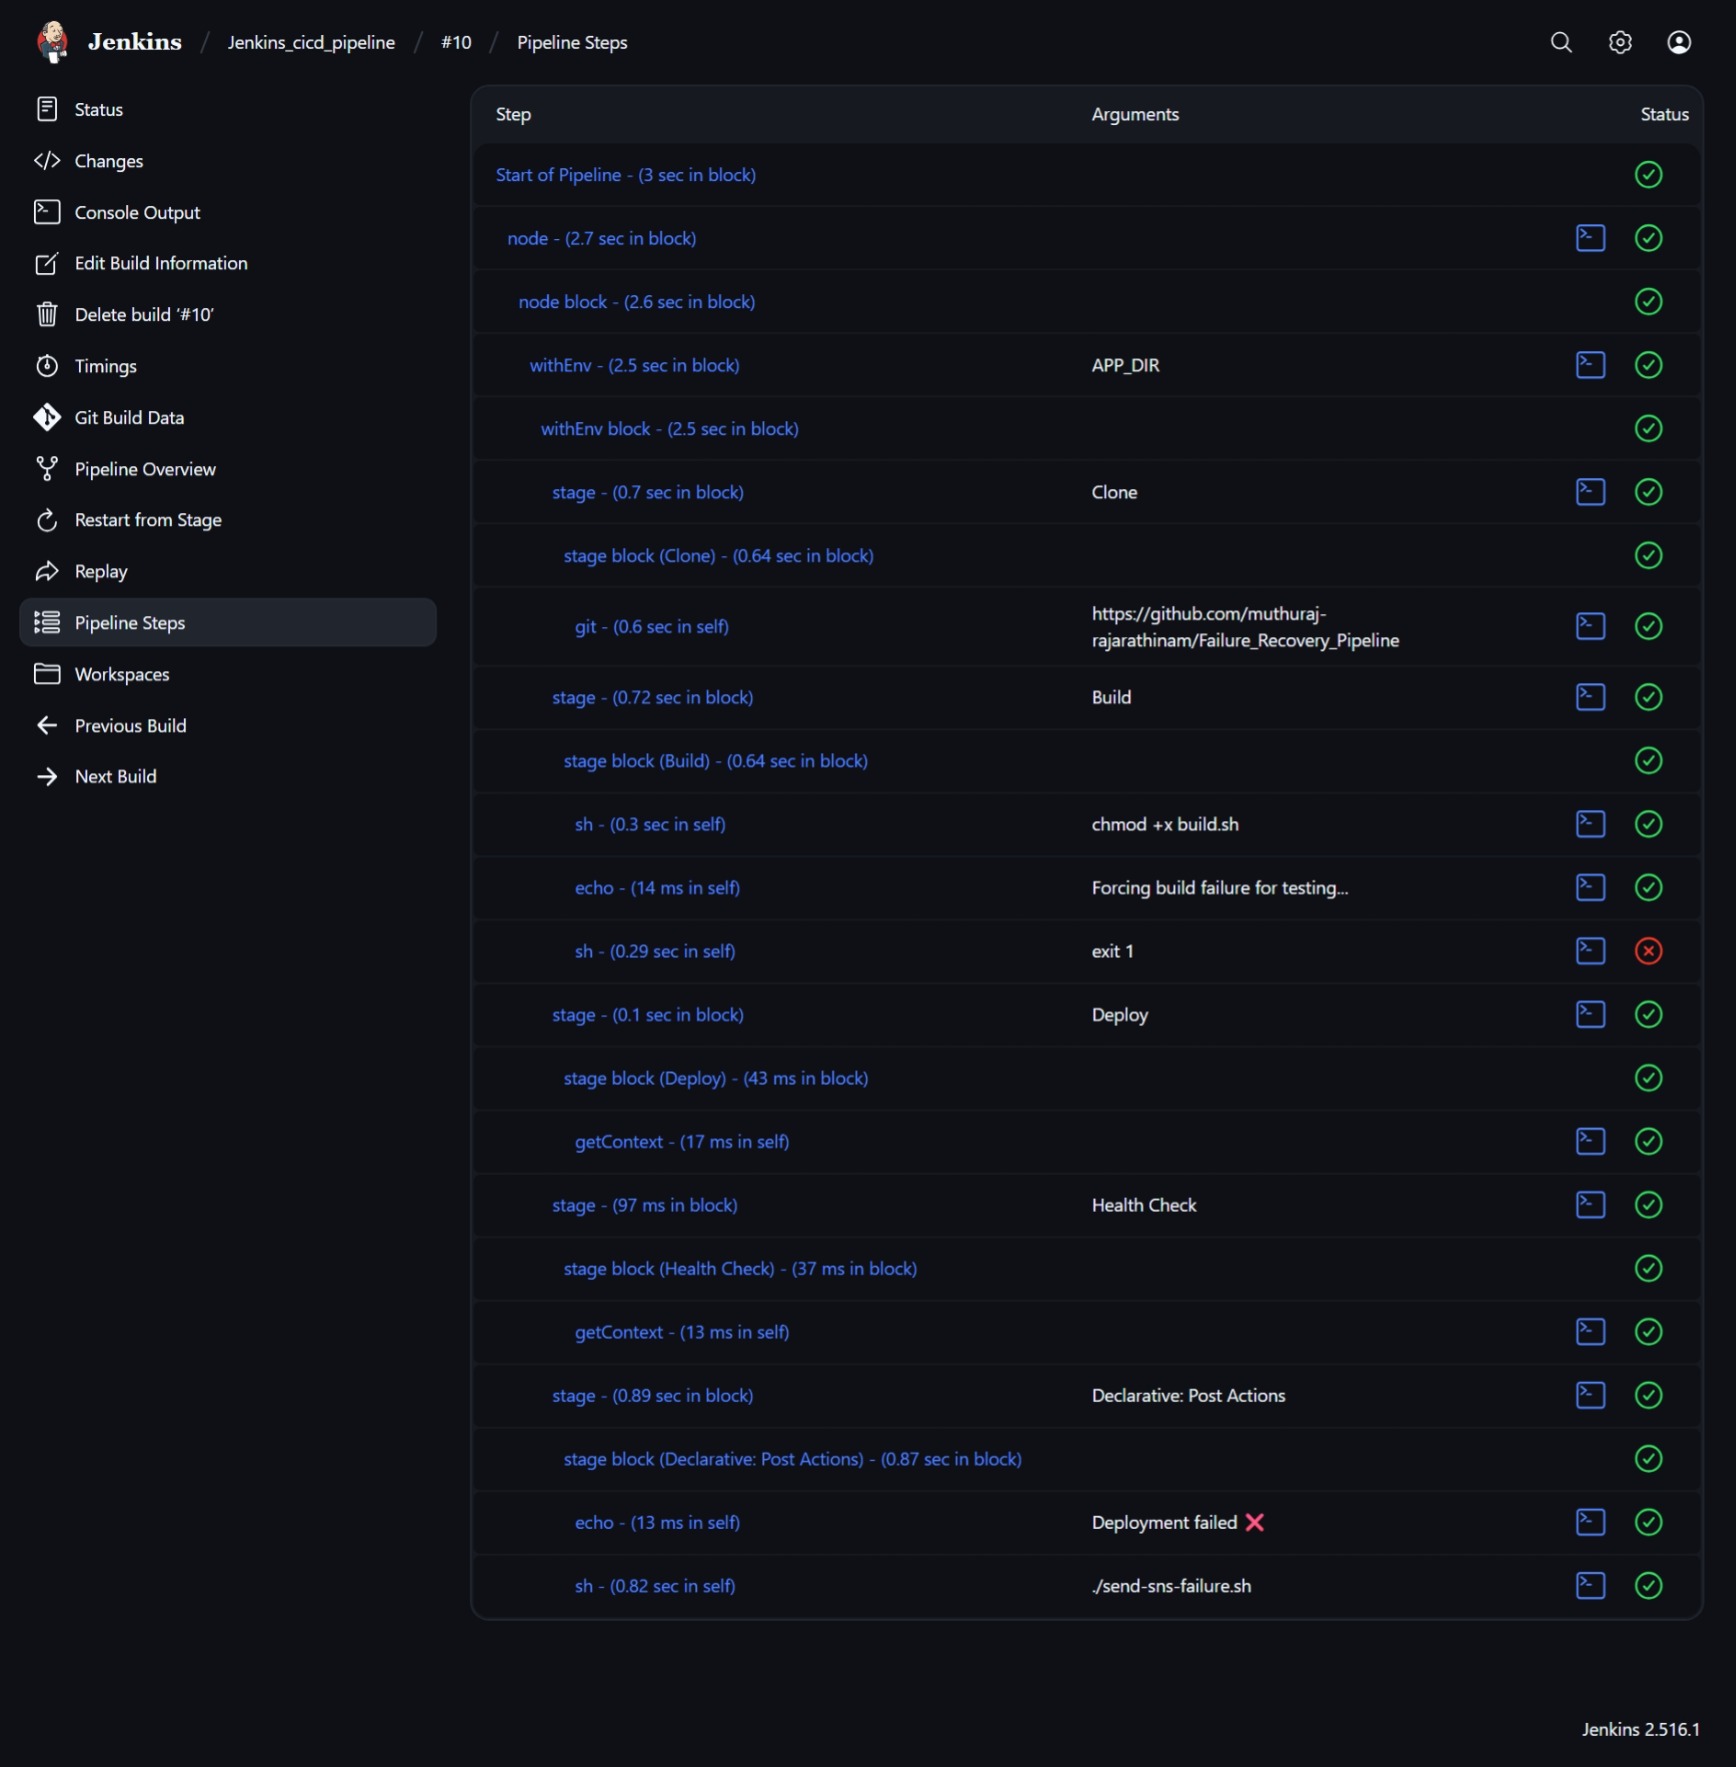 Jenkins / Jenkins_cicd_pipeline / #10 / Pipeline Steps
Status
Changes
Console Output
Edit Build Information
Delete build ‘#10’
Timings
Git Build Data
Pipeline Overview
Restart from Stage
Replay
Pipeline Steps
Workspaces
Previous Build
Next Build
Step Arguments Status
Start of Pipeline - (3 sec in block)
node - (2.7 sec in block)
node block - (2.6 sec in block)
withEnv - (2.5 sec in block) APP_DIR
withEnv block - (2.5 sec in block)
stage - (0.7 sec in block) Clone
stage block (Clone) - (0.64 sec in block)
git - (0.6 sec in self) https://github.com/muthuraj-
rajarathinam/Failure_Recovery_Pipeline
stage - (0.72 sec in block) Build
stage block (Build) - (0.64 sec in block)
sh - (0.3 sec in self) chmod +x build.sh
echo - (14 ms in self) Forcing build failure for testing...
sh - (0.29 sec in self) exit 1
stage - (0.1 sec in block) Deploy
stage block (Deploy) - (43 ms in block)
getContext - (17 ms in self)
stage - (97 ms in block) Health Check
stage block (Health Check) - (37 ms in block)
getContext - (13 ms in self)
stage - (0.89 sec in block) Declarative: Post Actions
stage block (Declarative: Post Actions) - (0.87 sec in block)
echo - (13 ms in self) Deployment failed ❌
sh - (0.82 sec in self) ./send-sns-failure.sh
Jenkins 2.516.1